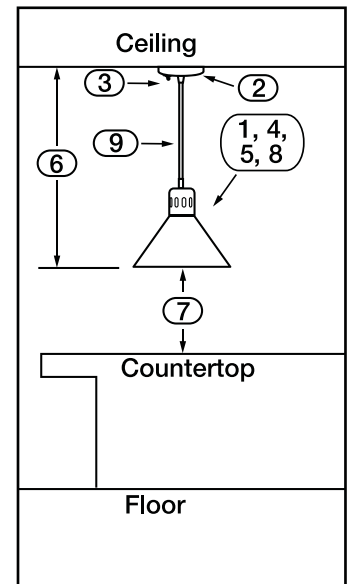 Ceiling
3
2
9
1, 4,
5, 8
6
7
Countertop
Floor